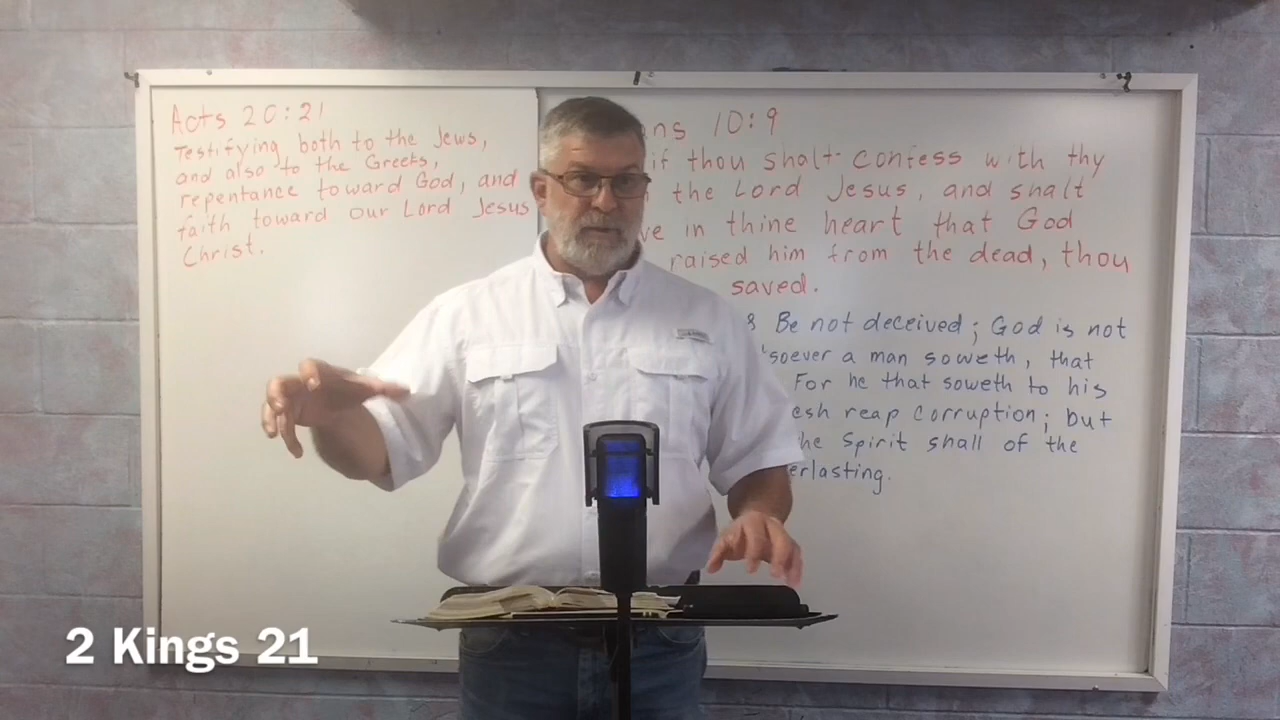 Acts 20:21
Testifying both to the Jews,
and also to the Greeks,
repentance toward God, and
faith toward our Lord Jesus
Christ.
ns 10:9
if thou shalt confess with thy
the Lord Jesus, and shalt
ve in thine heart that God
raised him from the dead, thou
saved.
8 Be not deceived; God is not
soever a man soweth, that
For he that soweth to his
esh reap corruption; but
he Spirit shall of the
erlasting.
2 Kings 21